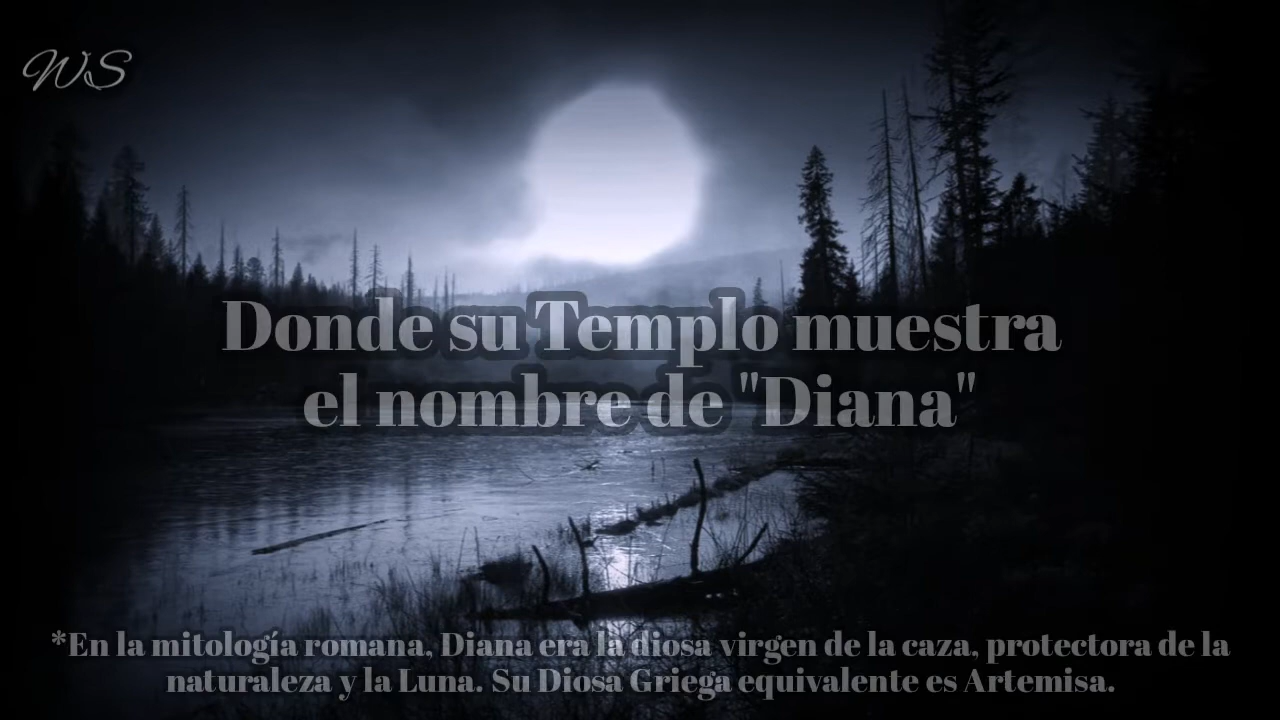 WS
Donde su Templo muestra
el nombre de "Diana"
*En la mitología romana, Diana era la diosa virgen de la caza, protectora de la
naturaleza y la Luna. Su Diosa Griega equivalente es Artemisa.